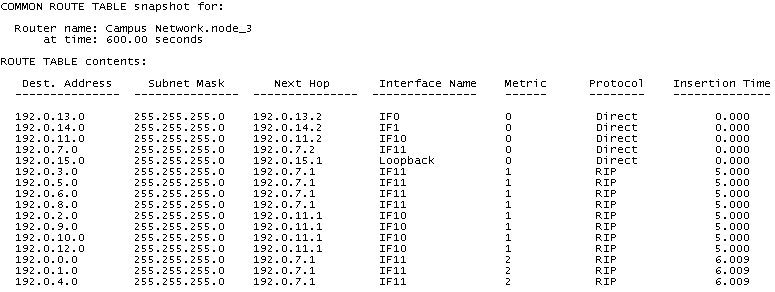 COMMON ROUTE TABLE snapshot for:
Router name: Campus Network.node_3
at time: 600.00 seconds
ROUTE TABLE contents:
Dest. Address Subnet Mask Next Hop Interface Name Metric Protocol Insertion Time
--------------- --------------- --------------- ---------------- ------ -------- --------------
192.0.13.0 255.255.255.0 192.0.13.2 IF0 0 Direct 0.000
192.0.14.0 255.255.255.0 192.0.14.2 IF1 0 Direct 0.000
192.0.11.0 255.255.255.0 192.0.11.2 IF10 0 Direct 0.000
192.0.7.0 255.255.255.0 192.0.7.2 IF11 0 Direct 0.000
192.0.15.0 255.255.255.0 192.0.15.1 Loopback 0 Direct 0.000
192.0.3.0 255.255.255.0 192.0.7.1 IF11 1 RIP 5.000
192.0.5.0 255.255.255.0 192.0.7.1 IF11 1 RIP 5.000
192.0.6.0 255.255.255.0 192.0.7.1 IF11 1 RIP 5.000
192.0.8.0 255.255.255.0 192.0.7.1 IF11 1 RIP 5.000
192.0.2.0 255.255.255.0 192.0.11.1 IF10 1 RIP 5.000
192.0.9.0 255.255.255.0 192.0.11.1 IF10 1 RIP 5.000
192.0.10.0 255.255.255.0 192.0.11.1 IF10 1 RIP 5.000
192.0.12.0 255.255.255.0 192.0.11.1 IF10 1 RIP 5.000
192.0.0.0 255.255.255.0 192.0.7.1 IF11 2 RIP 6.009
192.0.1.0 255.255.255.0 192.0.7.1 IF11 2 RIP 6.009
192.0.4.0 255.255.255.0 192.0.7.1 IF11 2 RIP 6.009